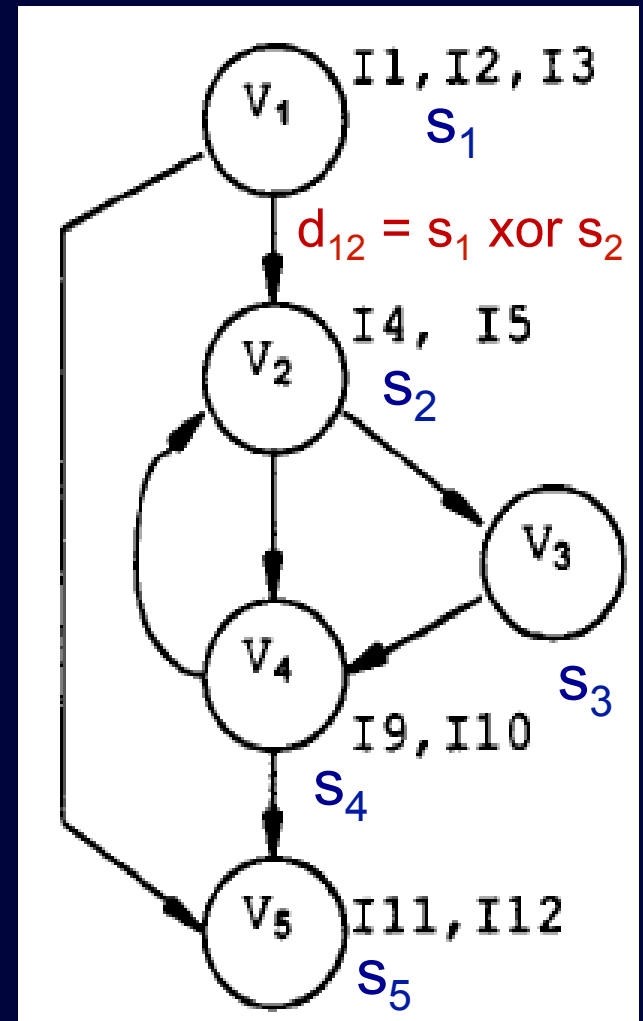 V₁ I1, I2, I3
s₁
d₁₂ = s₁ xor s₂
I4, I5
V₂
s₂
V₃
V₄
s₃
I9, I10
s₄
V₅ I11, I12
s₅